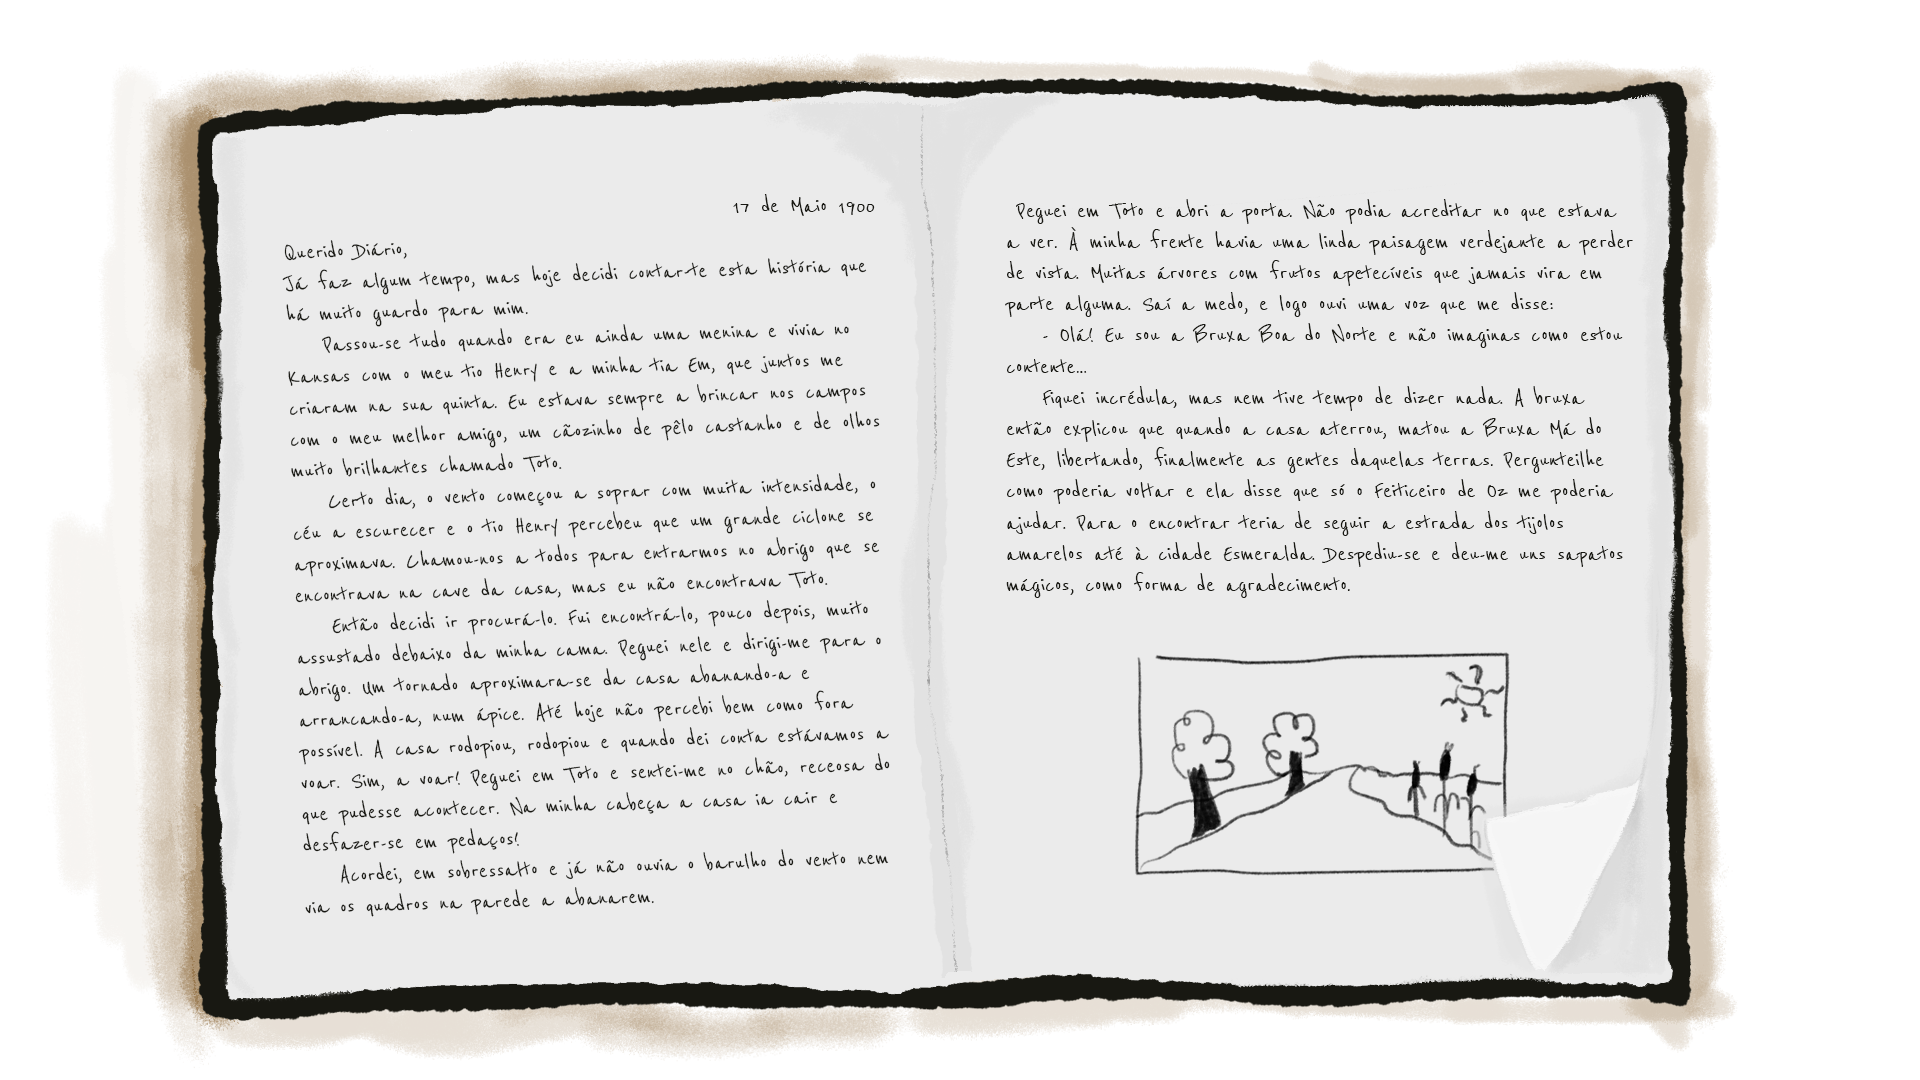 17 de Maio 1900
Querido Diário,
Já faz algum tempo, mas hoje decidi contar-te esta história que
há muito guardo para mim.
Passou-se tudo quando era eu ainda uma menina e vivia no
Kansas com o meu tio Henry e a minha tia Em, que juntos me
criaram na sua quinta. Eu estava sempre a brincar nos campos
com o meu melhor amigo, um cãozinho de pêlo castanho e de olhos
muito brilhantes chamado Toto.
Certo dia, o vento começou a soprar com muita intensidade, o
céu a escurecer e o tio Henry percebeu que um grande ciclone se
aproximava. Chamou-nos a todos para entrarmos no abrigo que se
encontrava na cave da casa, mas eu não encontrava Toto.
Então decidi ir procurá-lo. Fui encontrá-lo, pouco depois, muito
assustado debaixo da minha cama. Peguei nele e dirigi-me para o
abrigo. Um tornado aproximara-se da casa abanando-a e
arrancando-a, num ápice. Até hoje não percebi bem como fora
possível. A casa rodopiou, rodopiou e quando dei conta estávamos a
voar. Sim, a voar! Peguei em Toto e sentei-me no chão, receosa do
que pudesse acontecer. Na minha cabeça a casa ia cair e
desfazer-se em pedaços!
Acordei, em sobressalto e já não ouvia o barulho do vento nem
via os quadros na parede a abanarem.
Peguei em Toto e abri a porta. Não podia acreditar no que estava
a ver. À minha frente havia uma linda paisagem verdejante a perder
de vista. Muitas árvores com frutos apetecíveis que jamais vira em
parte alguma. Saí a medo, e logo ouvi uma voz que me disse:
- Olá! Eu sou a Bruxa Boa do Norte e não imaginas como estou
contente...
Fiquei incrédula, mas nem tive tempo de dizer nada. A bruxa
então explicou que quando a casa aterrou, matou a Bruxa Má do
Este, libertando, finalmente as gentes daquelas terras. Pergunteilhe
como poderia voltar e ela disse que só o Feiticeiro de Oz me poderia
ajudar. Para o encontrar teria de seguir a estrada dos tijolos
amarelos até à cidade Esmeralda. Despediu-se e deu-me uns sapatos
mágicos, como forma de agradecimento.